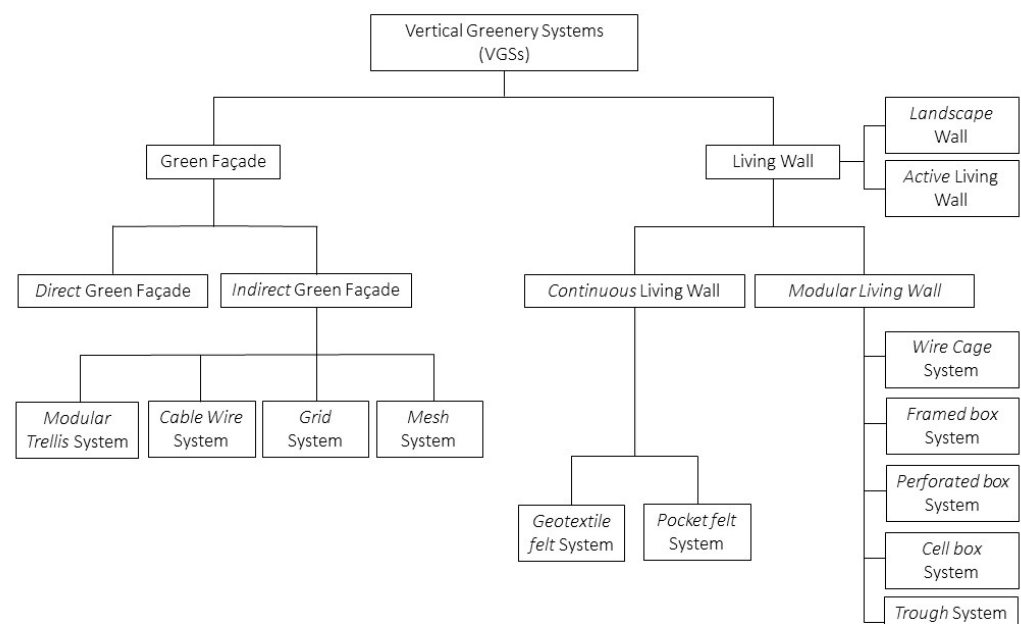 Vertical Greenery Systems
(VGSs)
Green Façade
Living Wall
Landscape
Wall
Active Living
Wall
Direct Green Façade
Indirect Green Façade
Continuous Living Wall
Modular Living Wall
Modular
Trellis System
Cable Wire
System
Grid
System
Mesh
System
Geotextile
felt System
Pocket felt
System
Wire Cage
System
Framed box
System
Perforated box
System
Cell box
System
Trough System